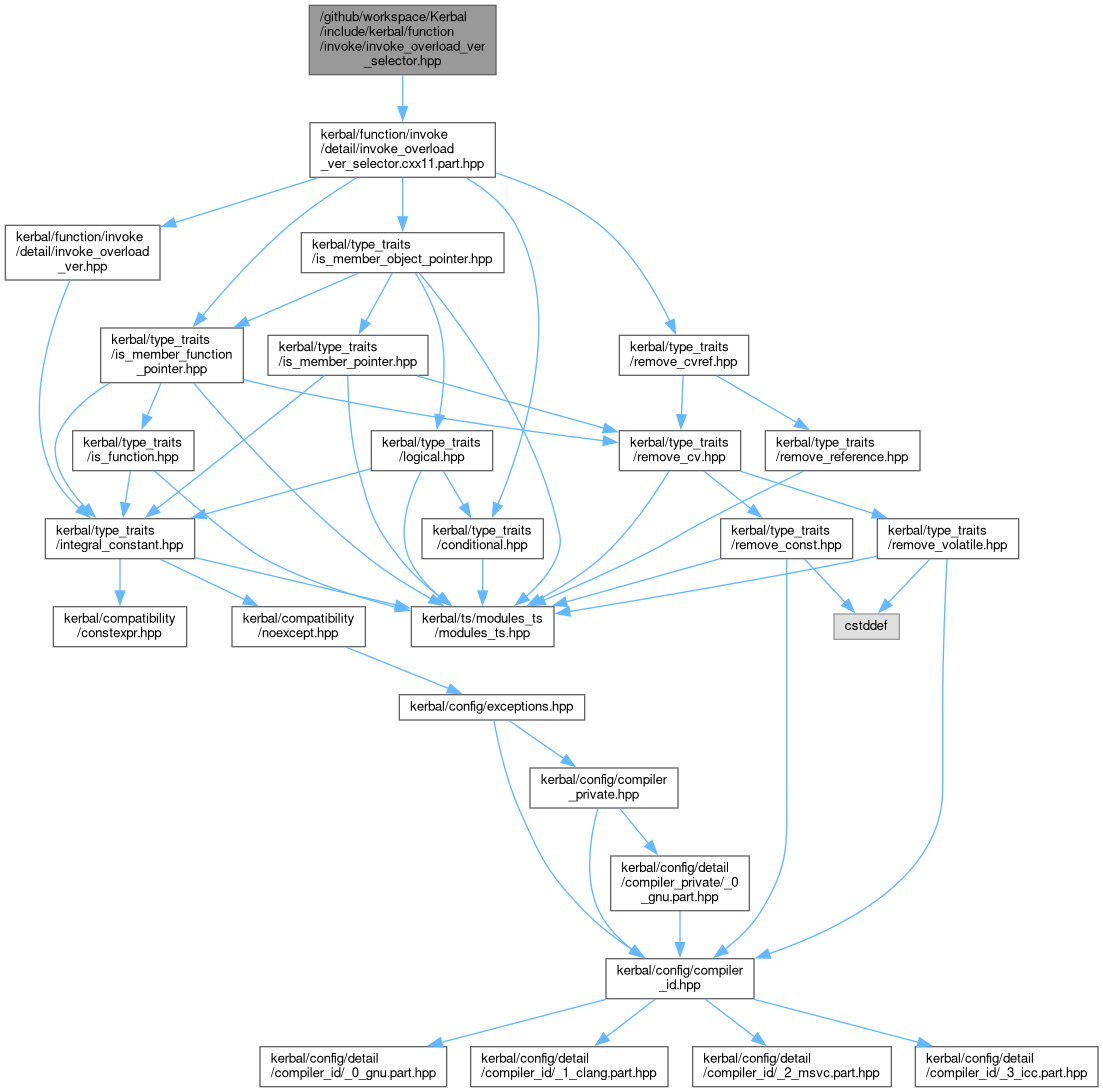 /github/workspace/Kerbal
/include/kerbal/function
/invoke/invoke_overload_ver
_selector.hpp
kerbal/function/invoke
/detail/invoke_overload
_ver_selector.cxx11.part.hpp
kerbal/function/invoke
/detail/invoke_overload
_ver.hpp
kerbal/type_traits
/is_member_object_pointer.hpp
kerbal/type_traits
/is_member_function
_pointer.hpp
kerbal/type_traits
/is_member_pointer.hpp
kerbal/type_traits
/remove_cvref.hpp
kerbal/type_traits
/is_function.hpp
kerbal/type_traits
/logical.hpp
kerbal/type_traits
/remove_cv.hpp
kerbal/type_traits
/remove_reference.hpp
kerbal/type_traits
/integral_constant.hpp
kerbal/type_traits
/conditional.hpp
kerbal/type_traits
/remove_const.hpp
kerbal/type_traits
/remove_volatile.hpp
kerbal/compatibility
/constexpr.hpp
kerbal/compatibility
/noexcept.hpp
kerbal/ts/modules_ts
/modules_ts.hpp
cstddef
kerbal/config/exceptions.hpp
kerbal/config/compiler
_private.hpp
kerbal/config/detail
/compiler_private/_0
_gnu.part.hpp
kerbal/config/compiler
_id.hpp
kerbal/config/detail
/compiler_id/_0_gnu.part.hpp
kerbal/config/detail
/compiler_id/_1_clang.part.hpp
kerbal/config/detail
/compiler_id/_2_msvc.part.hpp
kerbal/config/detail
/compiler_id/_3_icc.part.hpp